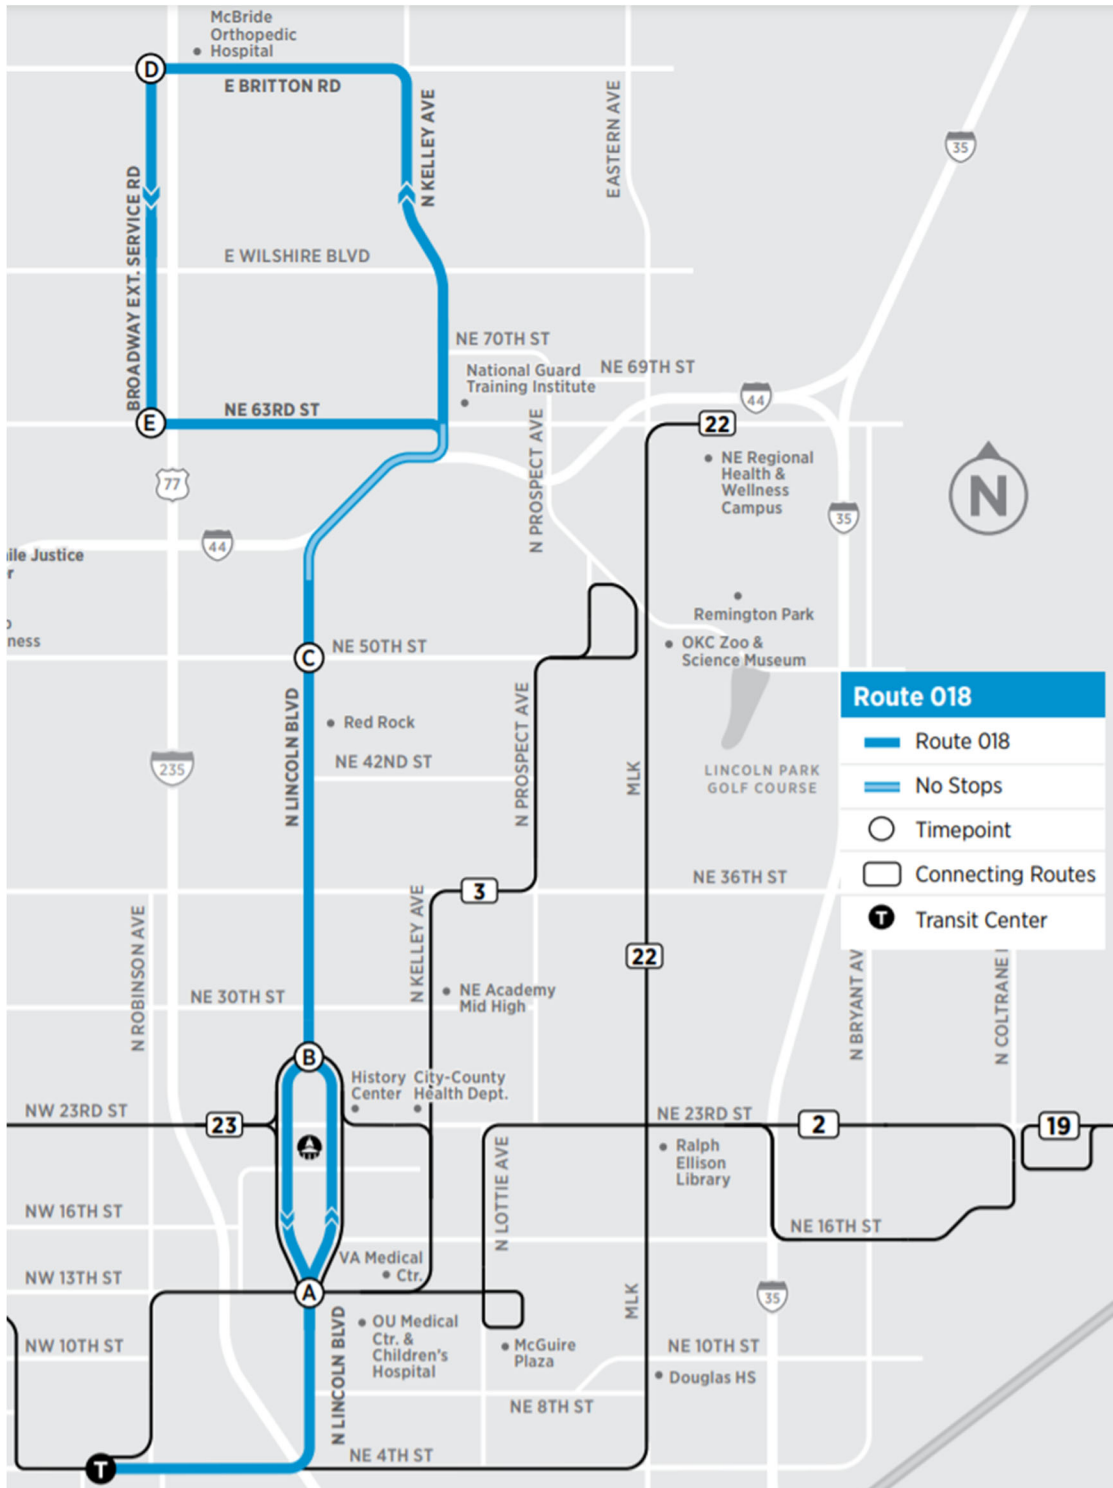 McBride
Orthopedic
Hospital
D
E BRITTON RD
N KELLEY AVE
EASTERN AVE
35
BROADWAY EXT. SERVICE RD
E WILSHIRE BLVD
NE 70TH ST
National Guard
Training Institute
NE 69TH ST
44
E
NE 63RD ST
22
N PROSPECT AVE
NE Regional
Health &
Wellness
Campus
77
N
35
44
ile Justice
r
ness
Remington Park
C
NE 50TH ST
OKC Zoo &
Science Museum
N LINCOLN BLVD
Red Rock
N PROSPECT AVE
235
NE 42ND ST
MLK
LINCOLN PARK
GOLF COURSE
Route 018
Route 018
No Stops
Timepoint
Connecting Routes
Transit Center
T
NE 36TH ST
3
N ROBINSON AVE
N KELLEY AVE
22
NE 30TH ST
NE Academy
Mid High
N BRYANT AV
N COLTRANE
B
History
Center
City-County
Health Dept.
NW 23RD ST
23
NE 23RD ST
2
19
N LOTTIE AVE
Ralph
Ellison
Library
NW 16TH ST
NE 16TH ST
VA Medical
Ctr.
NW 13TH ST
A
35
MLK
N LINCOLN BLVD
OU Medical
Ctr. &
Children's
Hospital
NW 10TH ST
McGuire
Plaza
NE 10TH ST
Douglas HS
NE 8TH ST
NE 4TH ST
T